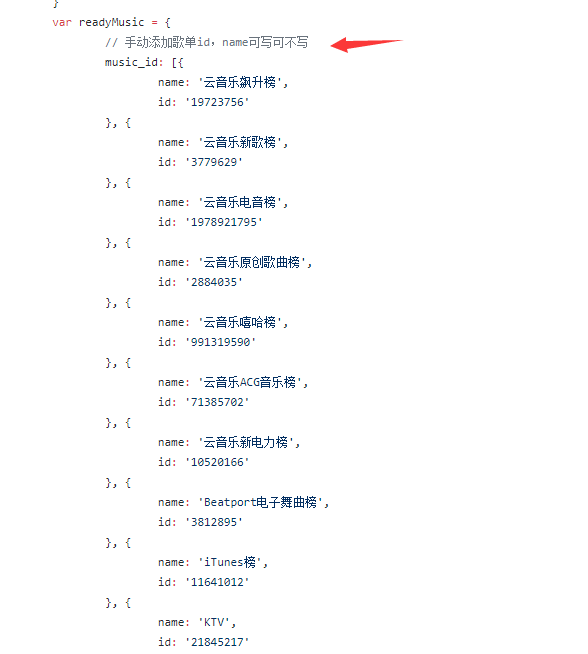 }
var readyMusic = {
// 手动添加歌单id，name可写可不写
music_id: [{
name: '云音乐飙升榜',
id: '19723756'
}, {
name: '云音乐新歌榜',
id: '3779629'
}, {
name: '云音乐电音榜',
id: '1978921795'
}, {
name: '云音乐原创歌曲榜',
id: '2884035'
}, {
name: '云音乐嘻哈榜',
id: '991319590'
}, {
name: '云音乐ACG音乐榜',
id: '71385702'
}, {
name: '云音乐新电力榜',
id: '10520166'
}, {
name: 'Beatport电子舞曲榜',
id: '3812895'
}, {
name: 'iTunes榜',
id: '11641012'
}, {
name: 'KTV',
id: '21845217'